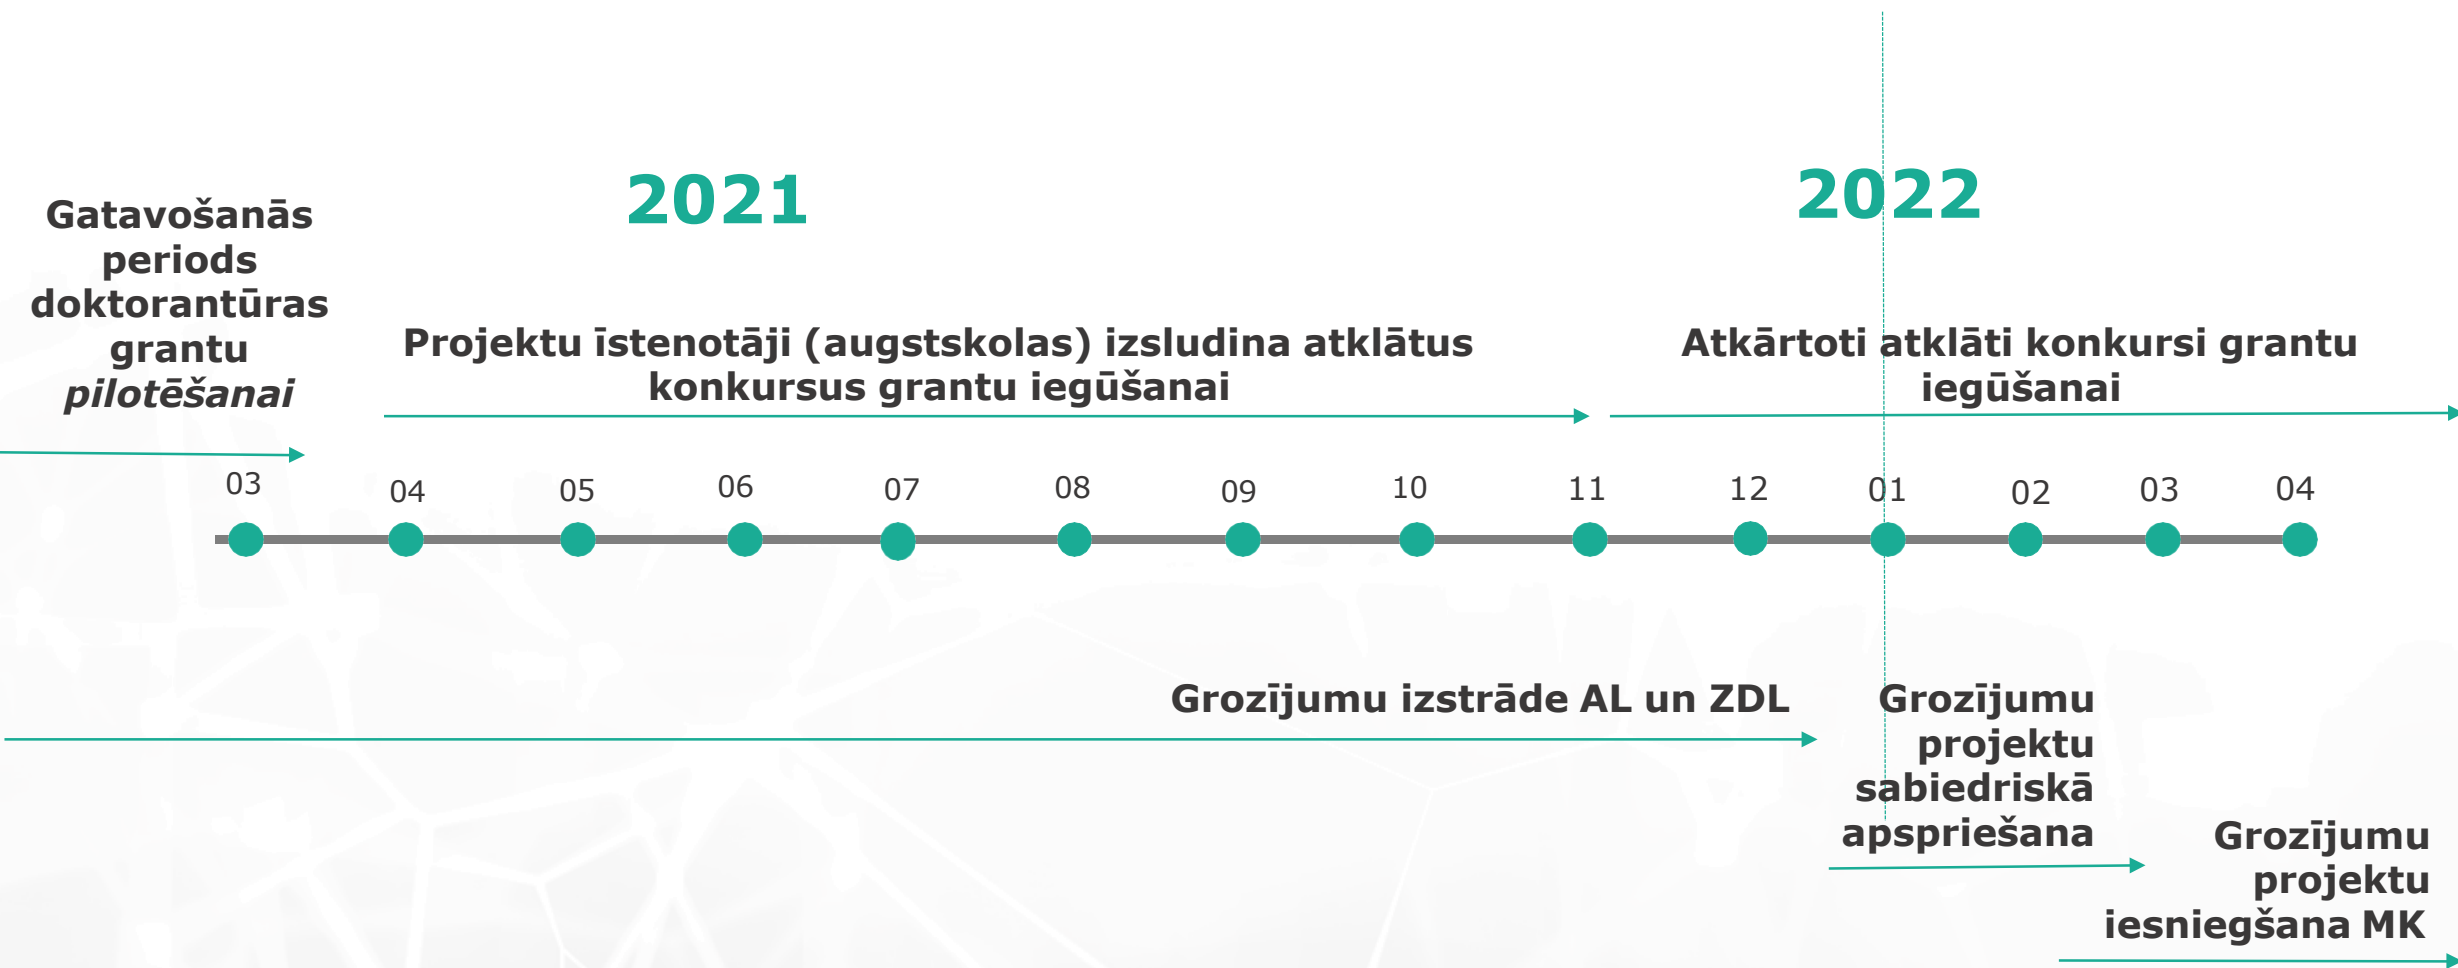 2021
2022
Gatavošanās
periods
doktorantūras
grantu
pilotēšanai
Projektu īstenotāji (augstskolas) izsludina atklātus
konkursus grantu iegūšanai
Atkārtoti atklāti konkursi grantu
iegūšanai
03 04 05 06 07 08 09 10 11 12 01 02 03 04
Grozījumu izstrāde AL un ZDL
Grozījumu
projektu
sabiedriskā
apspriešana
Grozījumu
projektu
iesniegšana MK